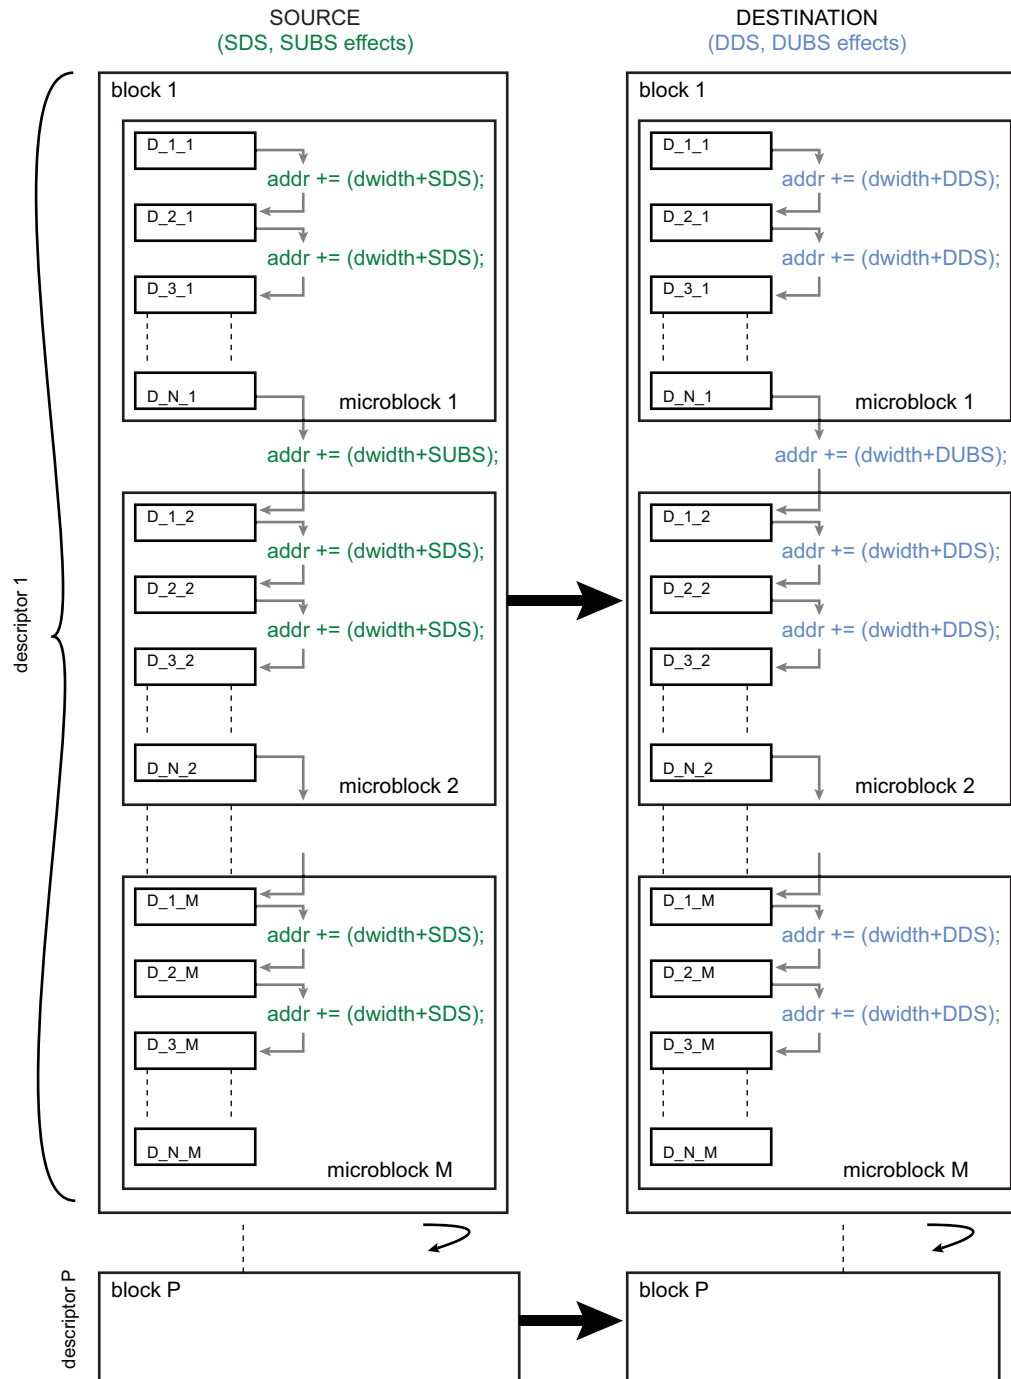 SOURCE
(SDS, SUBS effects)
descriptor 1
block 1
D_1_1
addr += (dwidth+SDS);
D_2_1
addr += (dwidth+SDS);
D_3_1
D_N_1
microblock 1
addr += (dwidth+SUBS);
D_1_2
addr += (dwidth+SDS);
D_2_2
addr += (dwidth+SDS);
D_3_2
D_N_2
microblock 2
D_1_M
addr += (dwidth+SDS);
D_2_M
addr += (dwidth+SDS);
D_3_M
D_N_M
microblock M
descriptor P
block P
DESTINATION
(DDS, DUBS effects)
block 1
D_1_1
addr += (dwidth+DDS);
D_2_1
addr += (dwidth+DDS);
D_3_1
D_N_1
microblock 1
addr += (dwidth+DUBS);
D_1_2
addr += (dwidth+DDS);
D_2_2
addr += (dwidth+DDS);
D_3_2
D_N_2
microblock 2
D_1_M
addr += (dwidth+DDS);
D_2_M
addr += (dwidth+DDS);
D_3_M
D_N_M
microblock M
block P